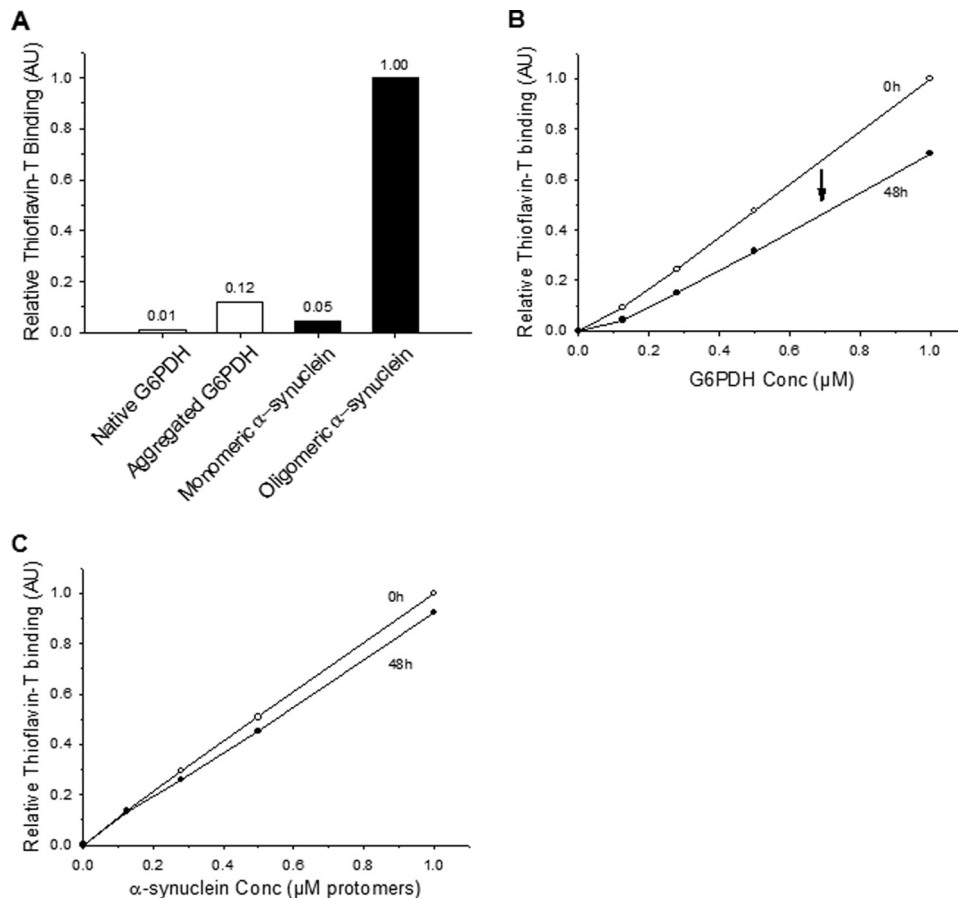 A
Relative Thioflavin-T Binding (AU)
1.0
0.8
0.6
0.4
0.2
0.0
0.01
0.12
0.05
1.00
Native G6PDH
Aggregated G6PDH
Monomeric α–synuclein
Oligomeric α–synuclein
B
Relative Thioflavin-T binding (AU)
1.0
0.8
0.6
0.4
0.2
0.0
0h
48h
0.0 0.2 0.4 0.6 0.8 1.0
G6PDH Conc (µM)
C
Relative Thioflavin-T binding (AU)
1.0
0.8
0.6
0.4
0.2
0.0
0h
48h
0.0 0.2 0.4 0.6 0.8 1.0
α-synuclein Conc (µM protomers)